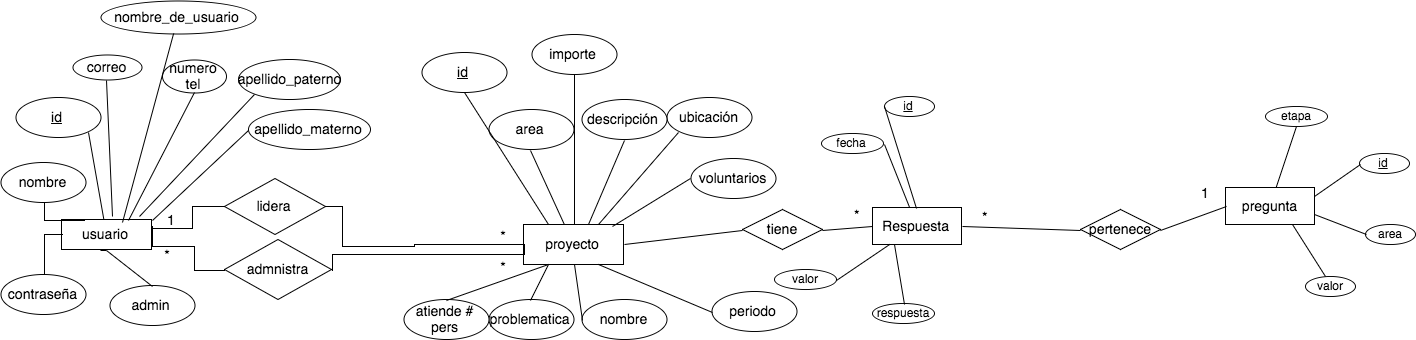 nombre_de_usuario
correo
numero
tel
apellido_paterno
id
apellido_materno
nombre
usuario
contraseña
admin
1
*
lidera
admnistra
*
*
importe
id
area
descripción
ubicación
voluntarios
proyecto
atiende #
pers
problematica
nombre
periodo
tiene
*
id
fecha
Respuesta
valor
respuesta
*
pertenece
1
etapa
id
pregunta
area
valor